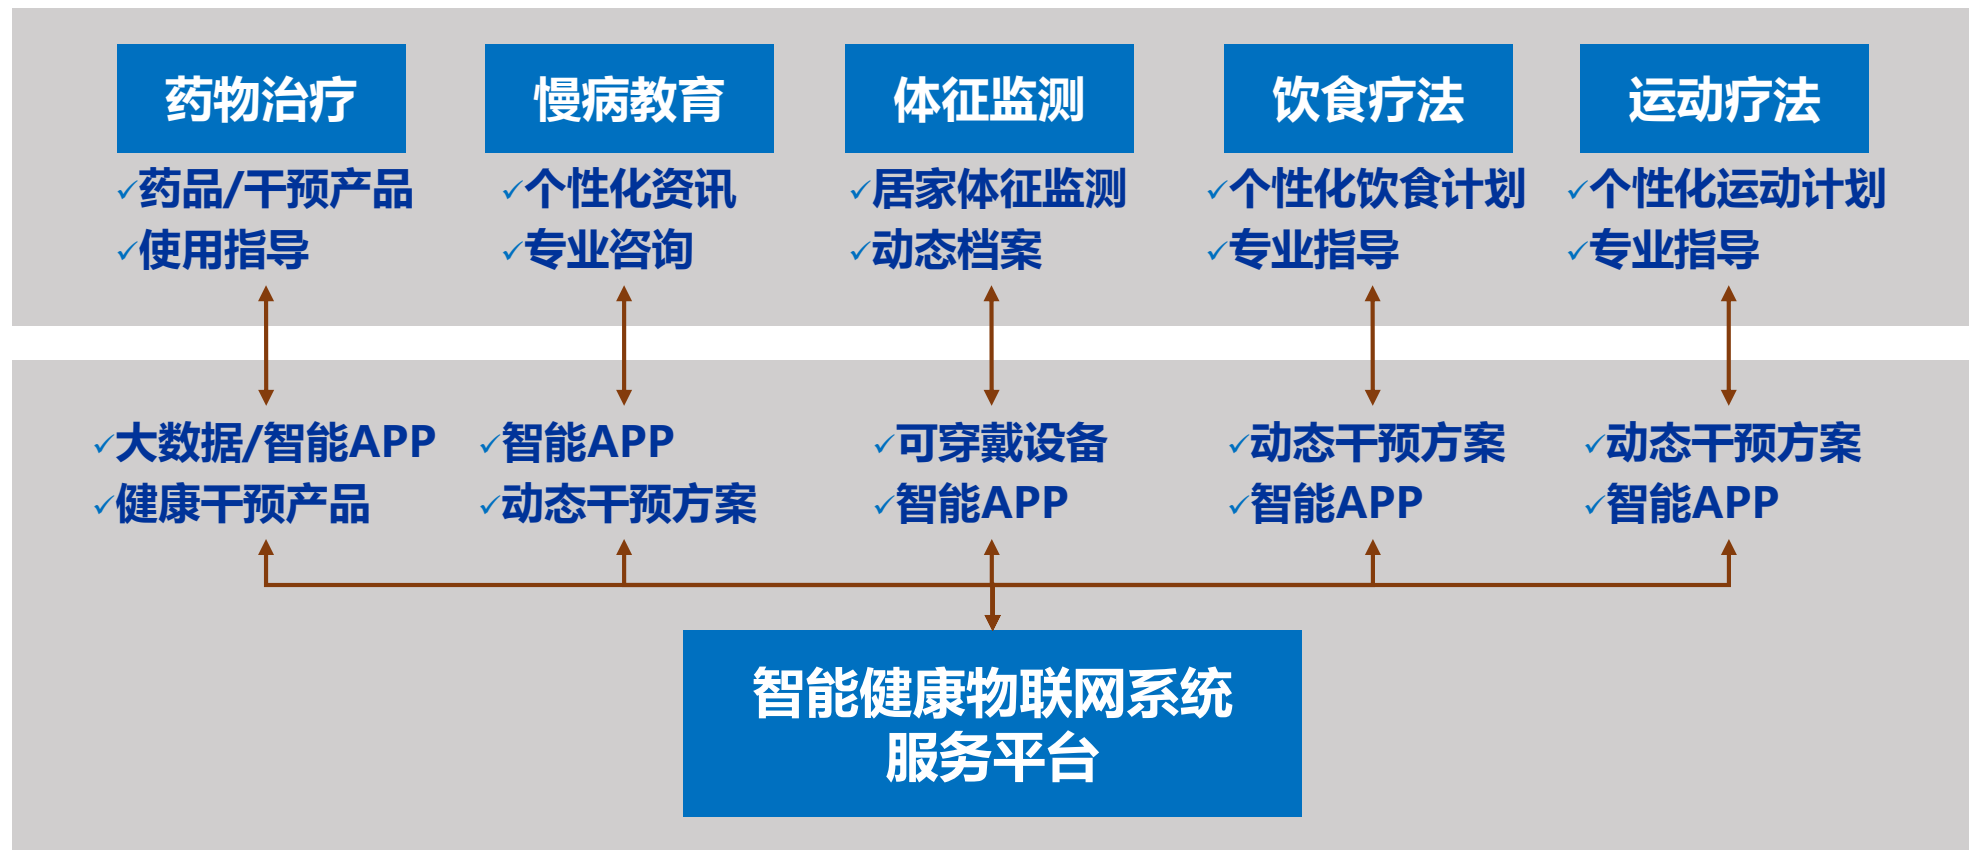 药物治疗
慢病教育
体征监测
饮食疗法
运动疗法
✓药品/干预产品
✓使用指导
✓个性化资讯
✓专业咨询
✓居家体征监测
✓动态档案
✓个性化饮食计划
✓专业指导
✓个性化运动计划
✓专业指导
✓大数据/智能APP
✓健康干预产品
✓智能APP
✓动态干预方案
✓可穿戴设备
✓智能APP
✓动态干预方案
✓智能APP
✓动态干预方案
✓智能APP
智能健康物联网系统
服务平台